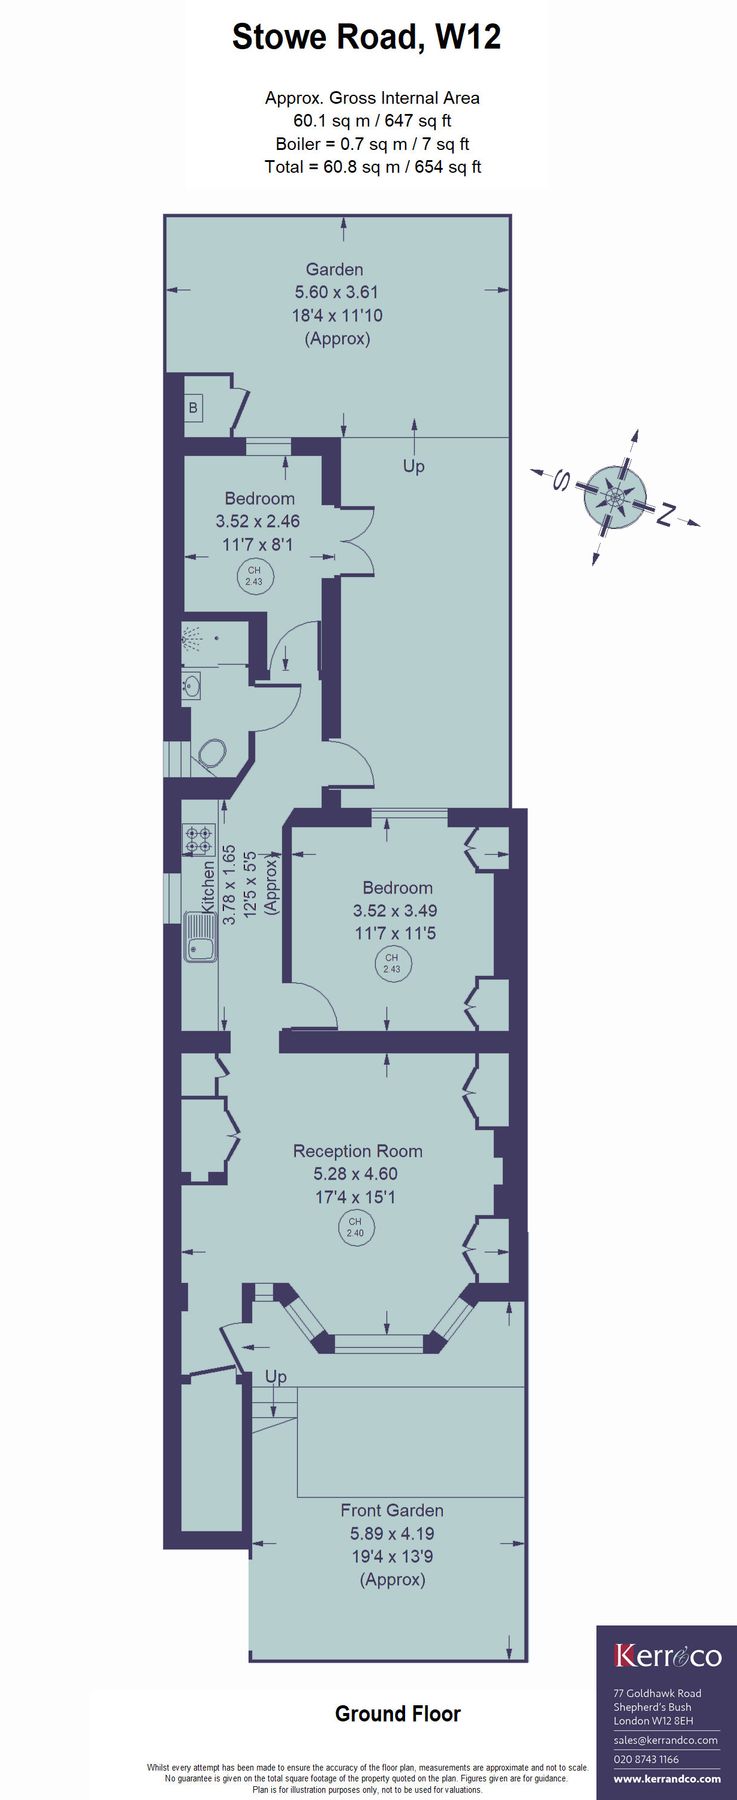 Stowe Road, W12
Approx. Gross Internal Area
60.1 sq m / 647 sq ft
Boiler = 0.7 sq m / 7 sq ft
Total = 60.8 sq m / 654 sq ft
Garden
5.60 x 3.61
18'4 x 11'10
(Approx)
B
Up
S
N
Bedroom
3.52 x 2.46
11'7 x 8'1
CH
2.43
Kitchen
3.78 x 1.65
12'5 x 5'5
(Approx)
Bedroom
3.52 x 3.49
11'7 x 11'5
CH
2.43
Reception Room
5.28 x 4.60
17'4 x 15'1
CH
2.40
Up
Front Garden
5.89 x 4.19
19'4 x 13'9
(Approx)
Ground Floor
Whilst every attempt has been made to ensure the accuracy of the floor plan, measurements are approximate and not to scale.
No guarantee is given on the total square footage of the property quoted on the plan. Figures given are for guidance.
Plan is for illustration purposes only, not to be used for valuations.
Kerr&co
77 Goldhawk Road
Shepherd's Bush
London W12 8EH
sales@kerrandco.com
020 8743 1166
www.kerrandco.com